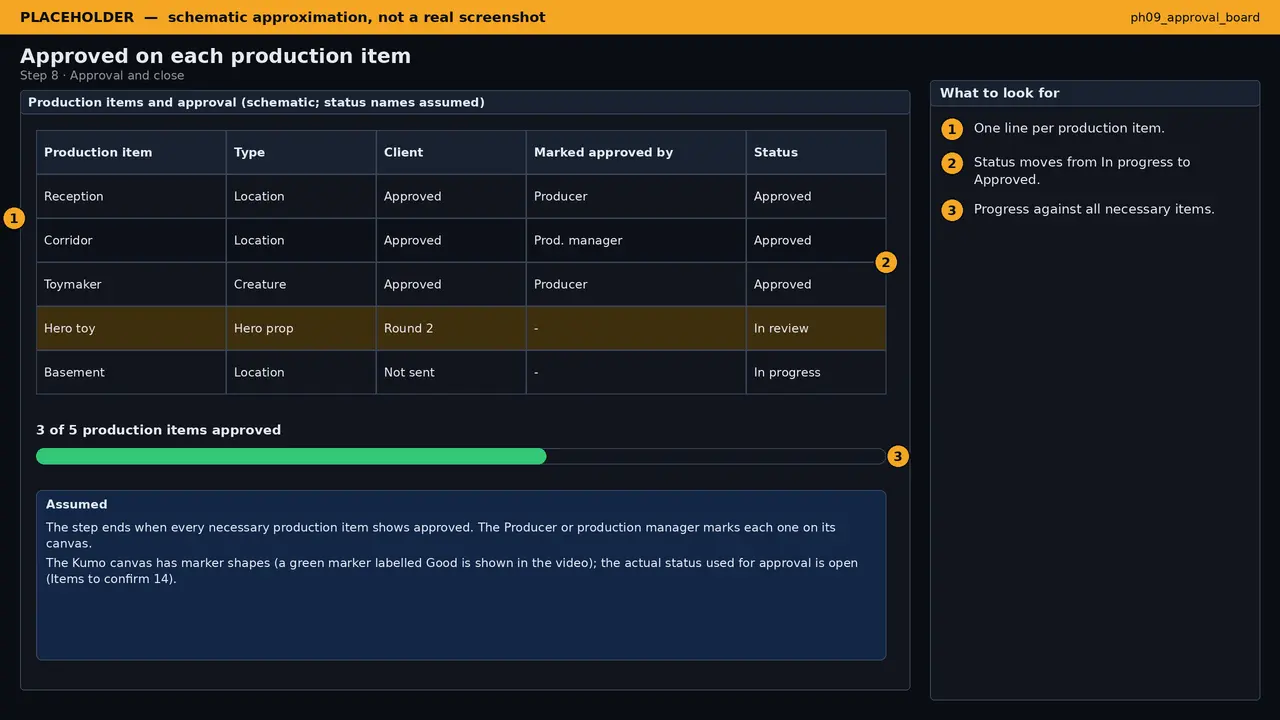 PLACEHOLDER — schematic approximation, not a real screenshot
ph09_approval_board
Approved on each production item
Step 8 · Approval and close
Production items and approval (schematic; status names assumed)
Production item Type Client Marked approved by Status
Reception Location Approved Producer Approved
1
Corridor Location Approved Prod. manager Approved
2
Toymaker Creature Approved Producer Approved
Hero toy Hero prop Round 2 - In review
Basement Location Not sent - In progress
3 of 5 production items approved
3
Assumed
The step ends when every necessary production item shows approved. The Producer or production manager marks each one on its
canvas.
The Kumo canvas has marker shapes (a green marker labelled Good is shown in the video); the actual status used for approval is open
(Items to confirm 14).
What to look for
1 One line per production item.
2 Status moves from In progress to
Approved.
3 Progress against all necessary items.